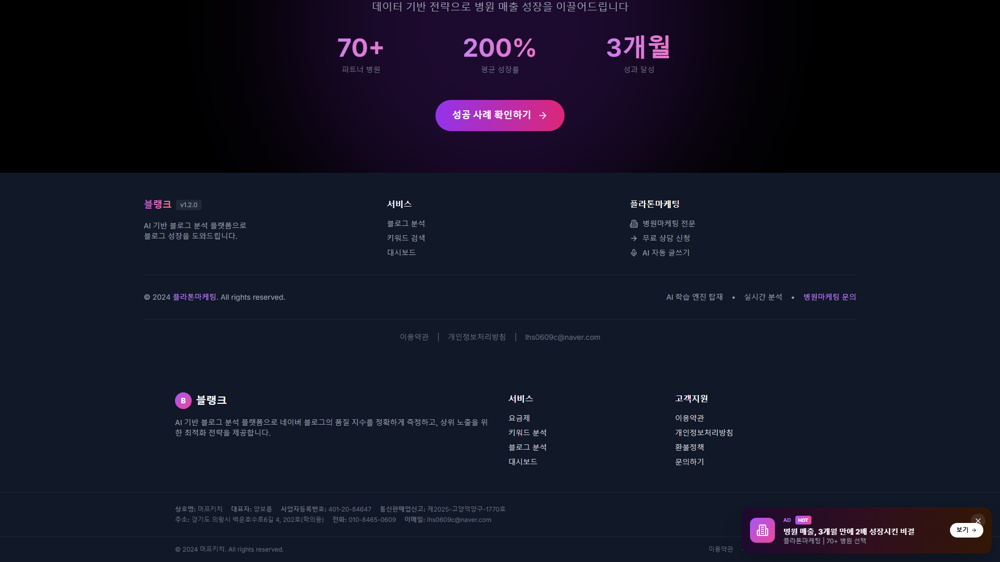 데이터 기반 전략으로 병원 매출 성장을 이끌어드립니다
70+
파트너 병원
200%
평균 성장률
3개월
성과 달성
성공 사례 확인하기
블랭크 v1.2.0
AI 기반 블로그 분석 플랫폼으로
블로그 성장을 도와드립니다.
서비스
블로그 분석
키워드 검색
대시보드
플라톤마케팅
병원마케팅 전문
무료 상담 신청
AI 자동 글쓰기
© 2024 플라톤마케팅. All rights reserved.
AI 학습 엔진 탑재 • 실시간 분석 • 병원마케팅 문의
이용약관 | 개인정보처리방침 | lhs0609c@naver.com
B 블랭크
AI 기반 블로그 분석 플랫폼으로 네이버 블로그의 품질 지수를 정확하게 측정하고, 상위 노출을 위
한 최적화 전략을 제공합니다.
서비스
요금제
키워드 분석
블로그 분석
대시보드
고객지원
이용약관
개인정보처리방침
환불정책
문의하기
상호명: 머프키치 대표자: 양보름 사업자등록번호: 401-20-84647 통신판매업신고: 제2025-고양덕양구-1770호
주소: 경기도 의왕시 백운호수로6길 4, 202호(학의동) 전화: 010-8465-0609 이메일: lhs0609c@naver.com
© 2024 머프키치. All rights reserved.
이용약관
AD HOT
병원 매출, 3개월 만에 2배 성장시킨 비결
플라톤마케팅 | 70+ 병원 선택
보기